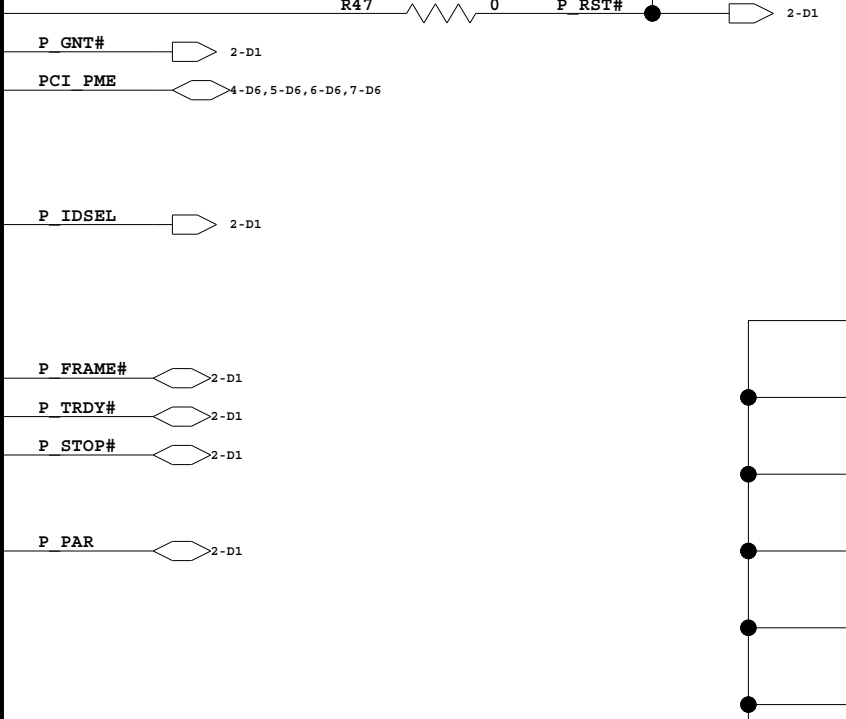 R47 0 P_RST# 2-D1
P_GNT# 2-D1
PCI_PME 4-D6,5-D6,6-D6,7-D6
P_IDSEL 2-D1
P_FRAME# 2-D1
P_TRDY# 2-D1
P_STOP# 2-D1
P_PAR 2-D1